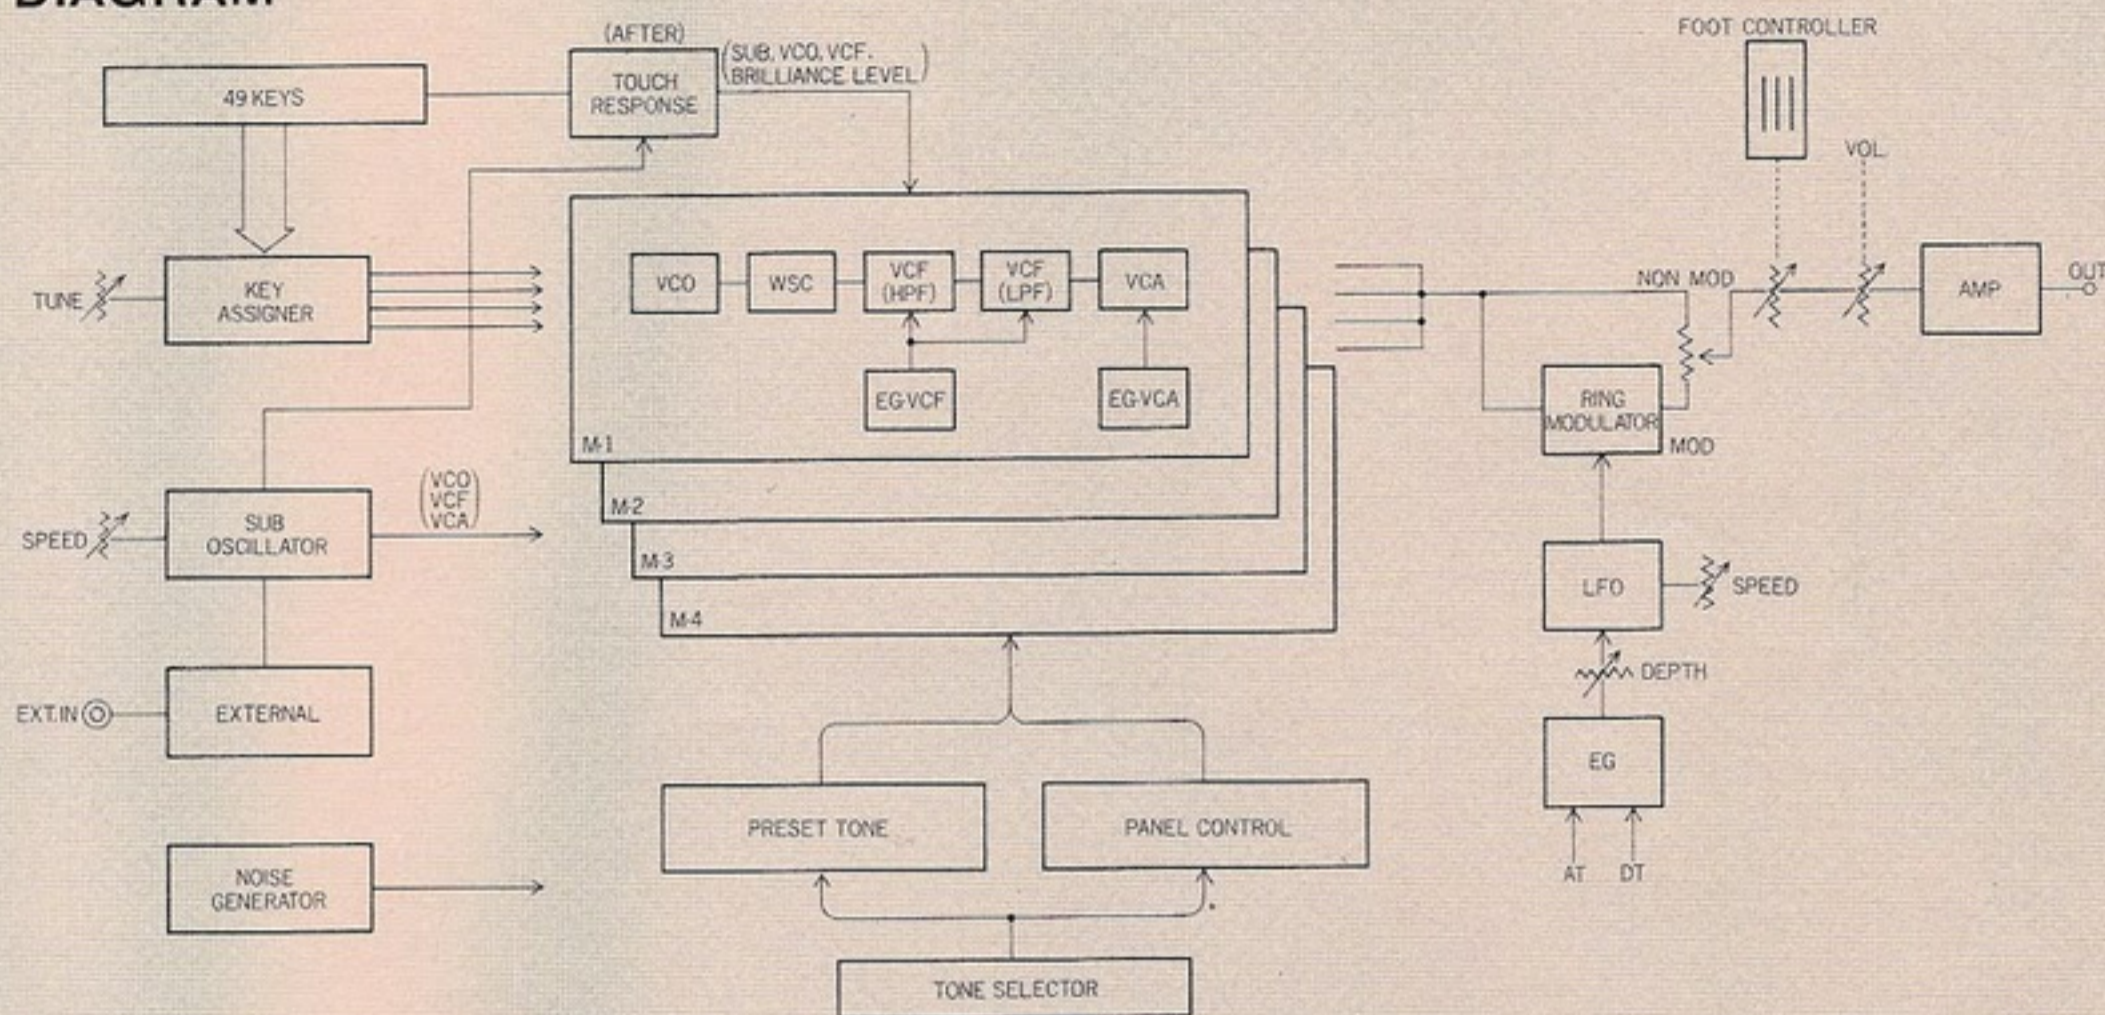 DIAGRAM
(AFTER)
(SUB, VCO, VCF.
BRILLIANCE LEVEL)
FOOT CONTROLLER
49 KEYS
TOUCH
RESPONSE
VOL.
TUNE
KEY
ASSIGNER
VCO
WSC
VCF
(HPF)
VCF
(LPF)
VCA
NON MOD
AMP
OUT
EG-VCF
EG-VCA
RING
MODULATOR
MOD
M-1
M-2
M-3
M-4
SPEED
SUB
OSCILLATOR
(VCO
VCF
VCA)
LFO
SPEED
DEPTH
EXT.IN
EXTERNAL
EG
AT
DT
PRESET TONE
PANEL CONTROL
NOISE
GENERATOR
TONE SELECTOR